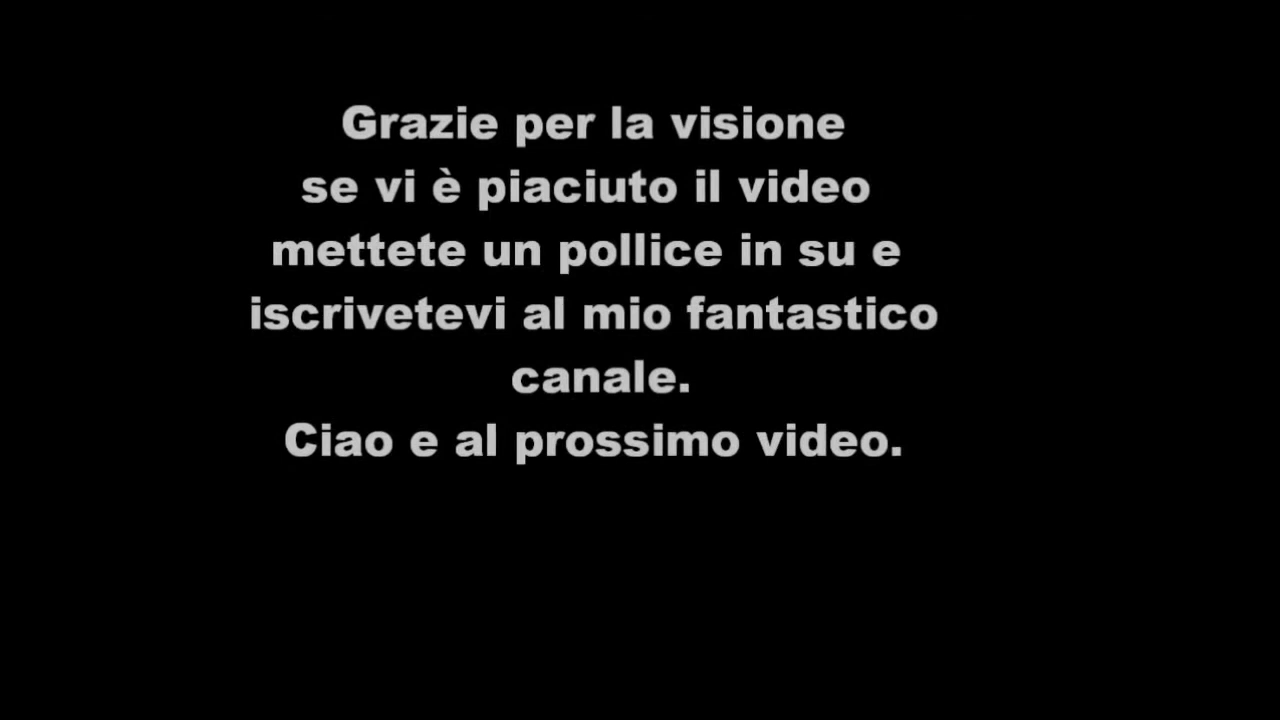 Grazie per la visione
se vi è piaciuto il video
mettete un pollice in su e
iscrivetevi al mio fantastico
canale.
Ciao e al prossimo video.